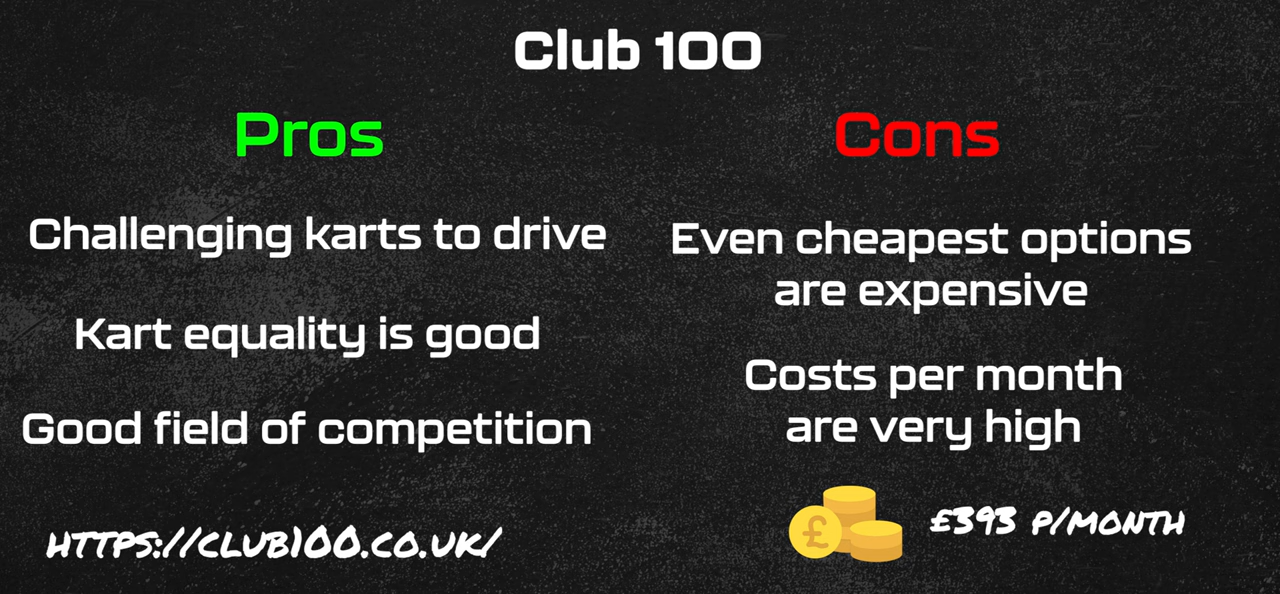 Club 100
Pros
Challenging karts to drive
Kart equality is good
Good field of competition
HTTPS://CLUB100.CO.UK/
Cons
Even cheapest options
are expensive
Costs per month
are very high
£
£393 P/MONTH